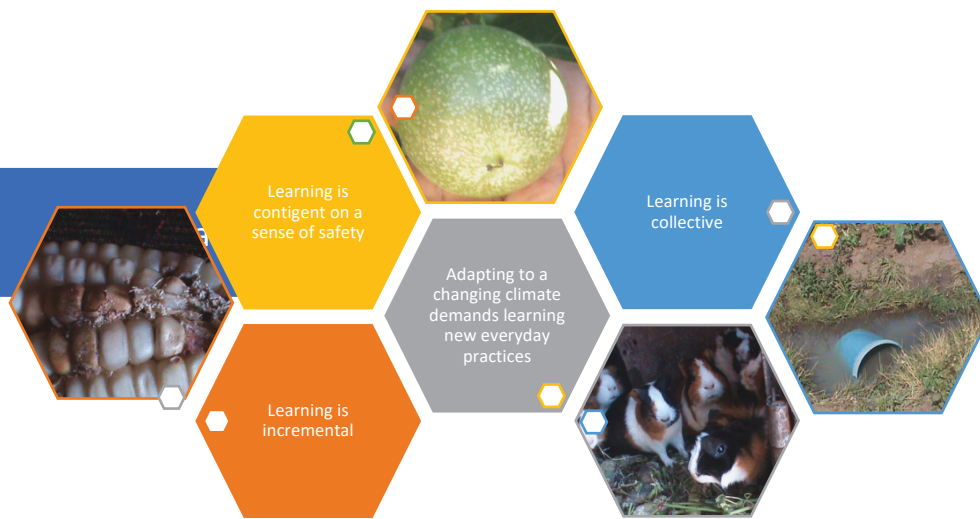 Learning is
contigent on a
sense of safety
Adapting to a
changing climate
demands learning
new everyday
practices
Learning is
collective
Learning is
incremental